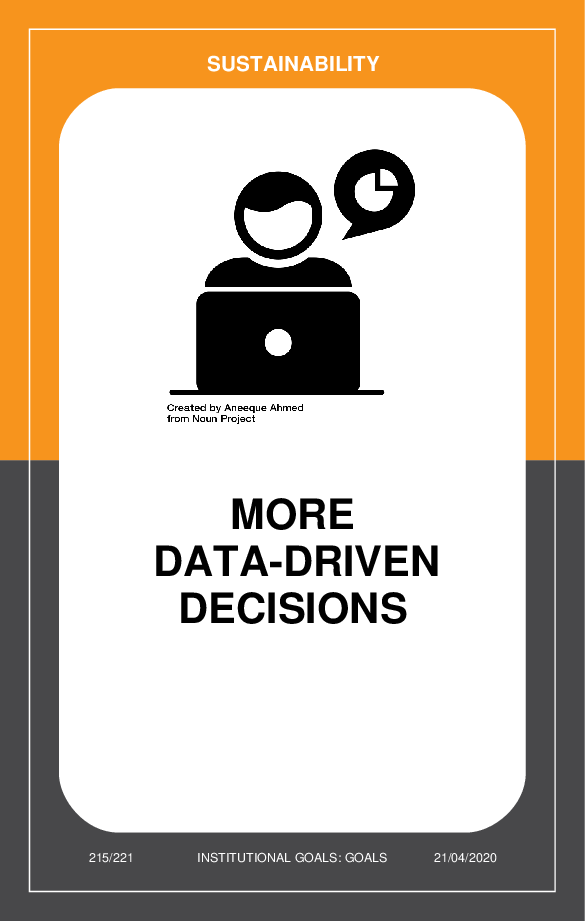 SUSTAINABILITY
Created by Aneeque Ahmed
from Noun Project
MORE
DATA-DRIVEN
DECISIONS
215/221 INSTITUTIONAL GOALS: GOALS 21/04/2020